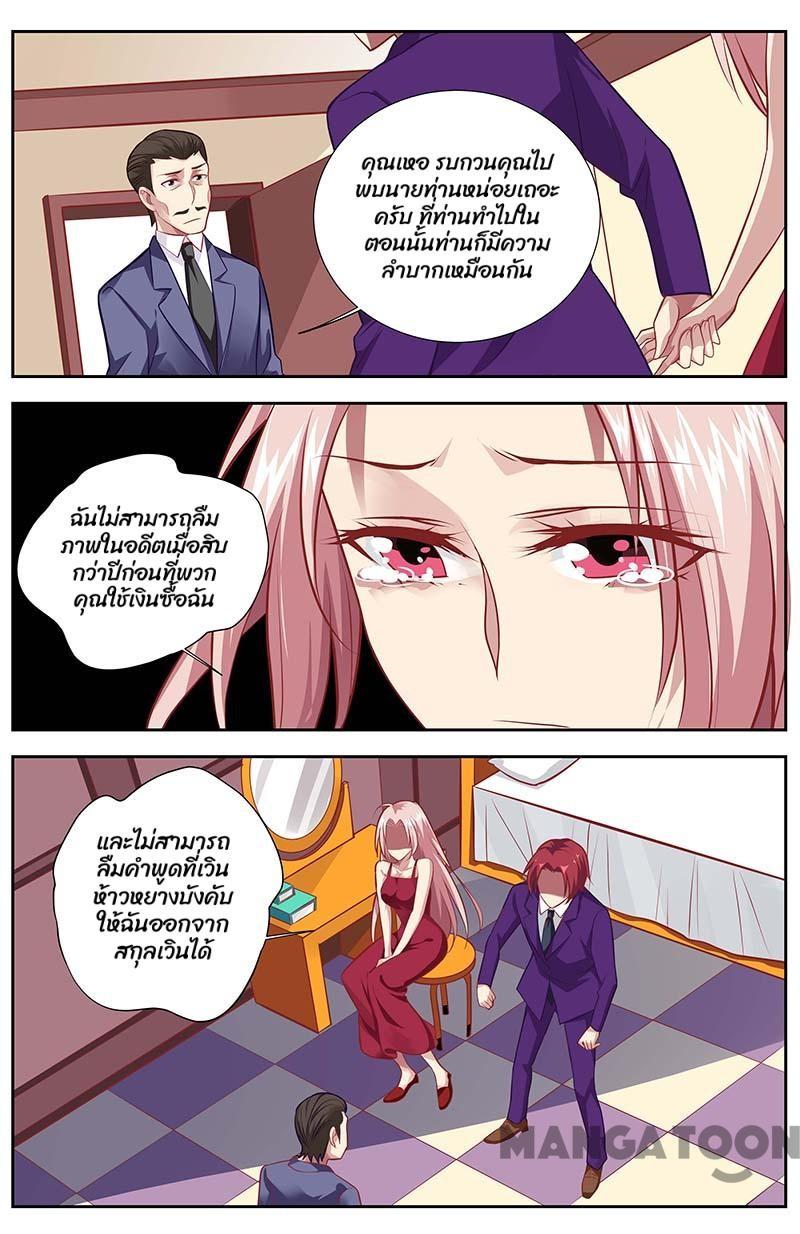 คุณเหอ รบกวนคุณไป
พบนายท่านหน่อยเถอะ
ครับ ที่ท่านทำไปใน
ตอนนั้นท่านก็มีความ
ลำบากเหมือนกัน
ฉันไม่สามารถลืม
ภาพในอดีตเมื่อสิบ
กว่าปีก่อนที่พวก
คุณใช้เงินซื้อฉัน
และไม่สามารถ
ลืมคำพูดที่เวิน
ห้าวหยางบังคับ
ให้ฉันออกจาก
สกุลเวินได้
MANGATOON